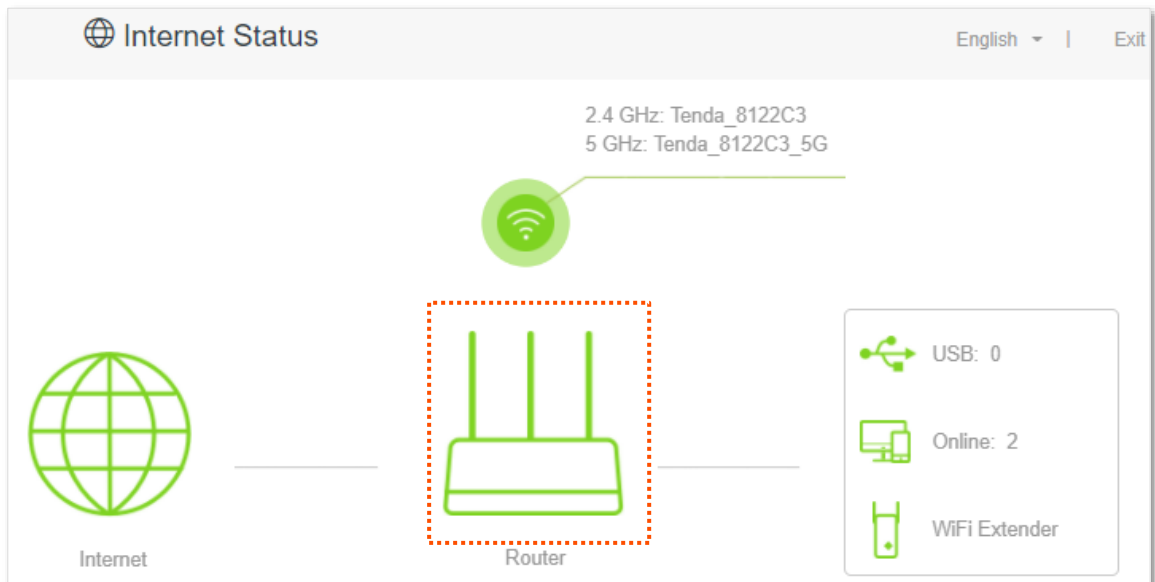 Internet Status
English | Exit
2.4 GHz: Tenda_8122C3
5 GHz: Tenda_8122C3_5G
USB: 0
Online: 2
WiFi Extender
Internet
Router